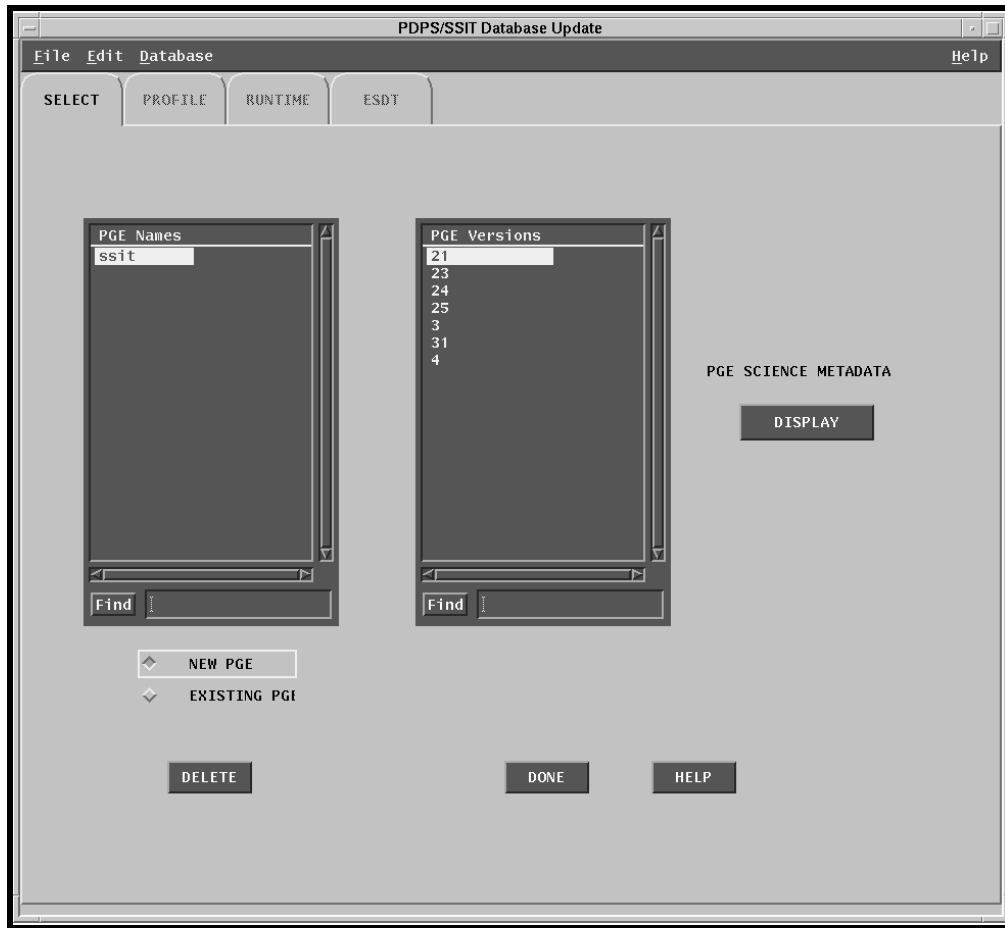 PDPS/SSIT Database Update
File Edit Database Help
SELECT PROFILE RUNTIME ESDT
PGE Names
ssit
Find
PGE Versions
21
23
24
25
3
31
4
Find
PGE SCIENCE METADATA
DISPLAY
NEW PGE
EXISTING PGE
DELETE DONE HELP